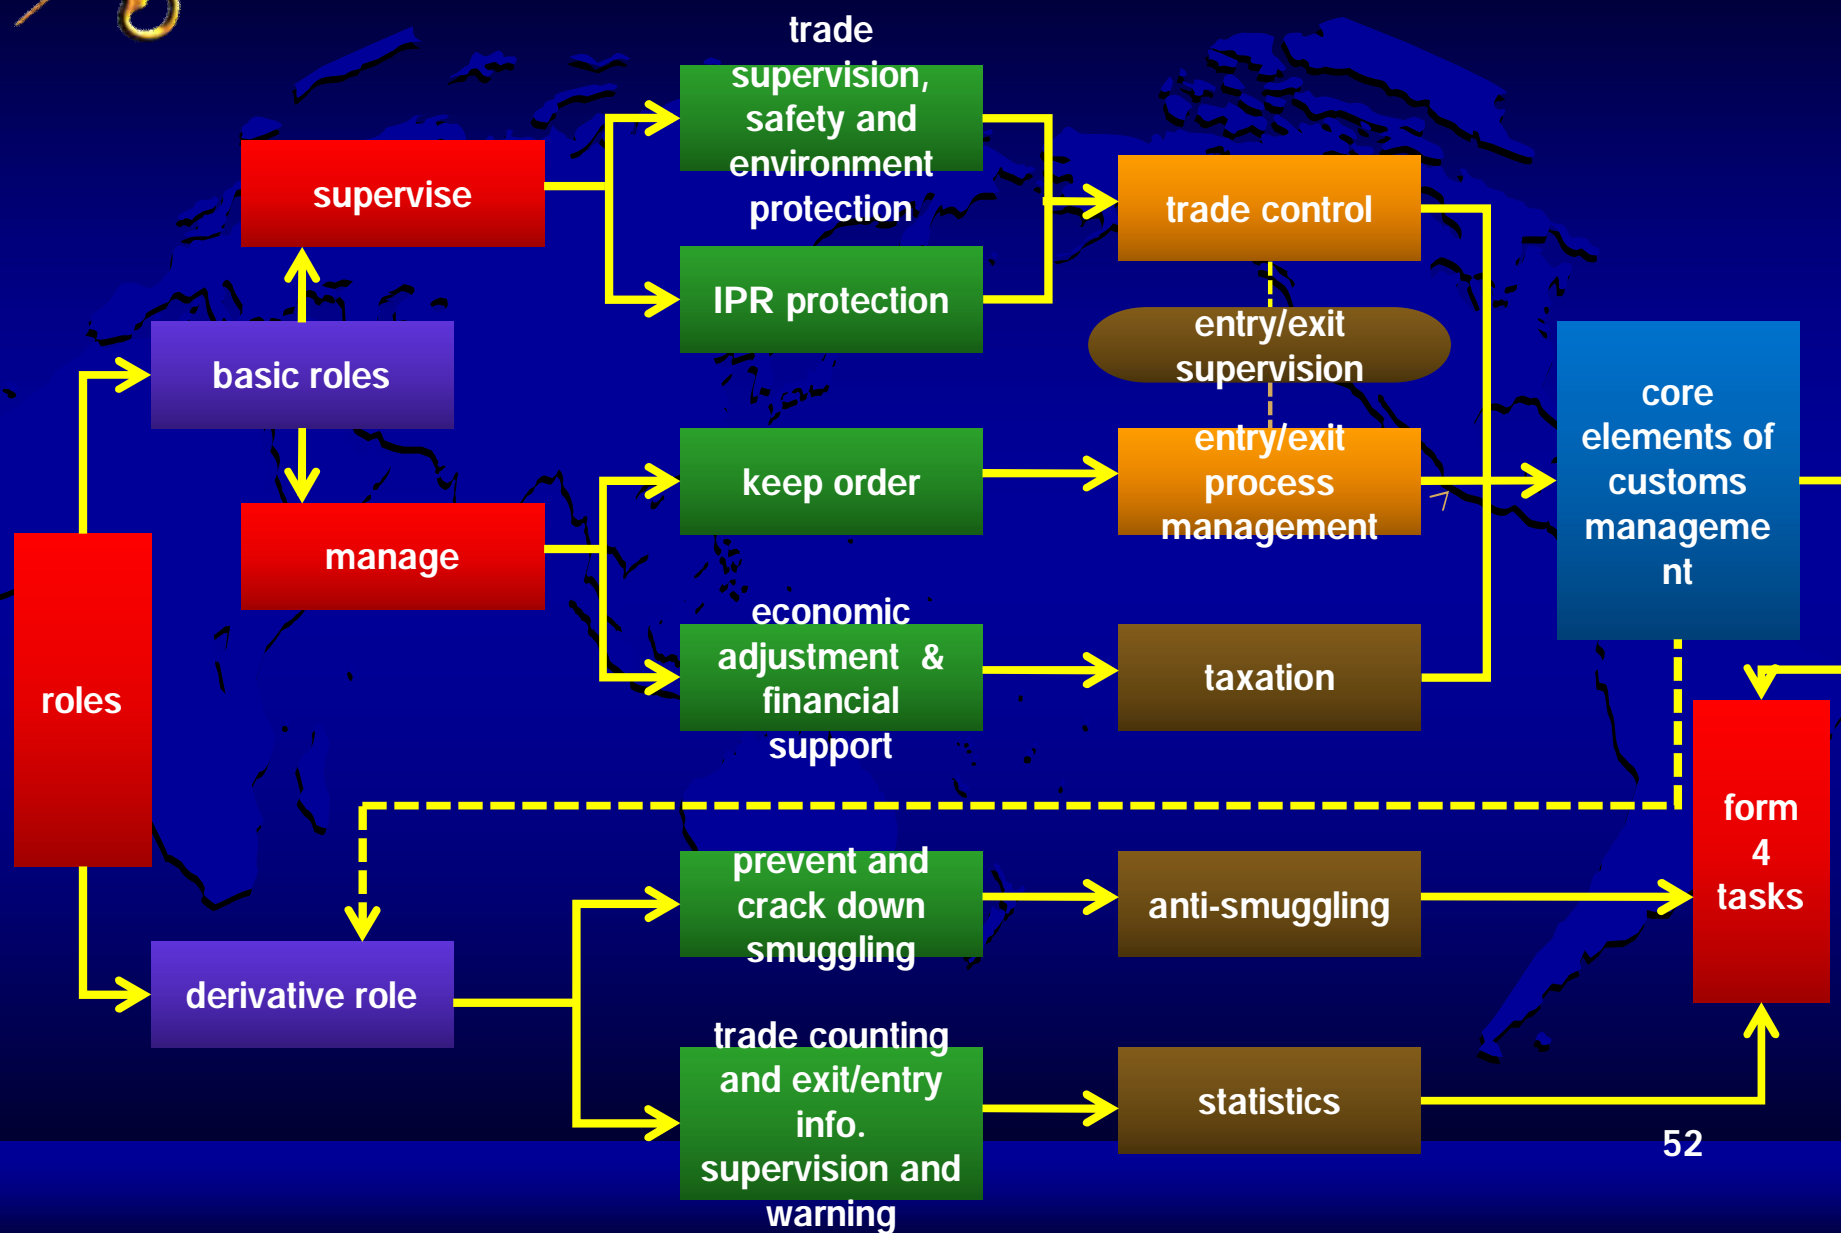 trade
supervision,
safety and
environment
protection
supervise
trade control
IPR protection
entry/exit
supervision
basic roles
core
elements of
customs
manageme
nt
keep order
entry/exit
process
management
manage
economic
adjustment  &
financial
support
taxation
roles
form
4
tasks
prevent and
crack down
smuggling
anti-smuggling
derivative role
trade counting
and exit/entry
info.
supervision and
warning
statistics
52